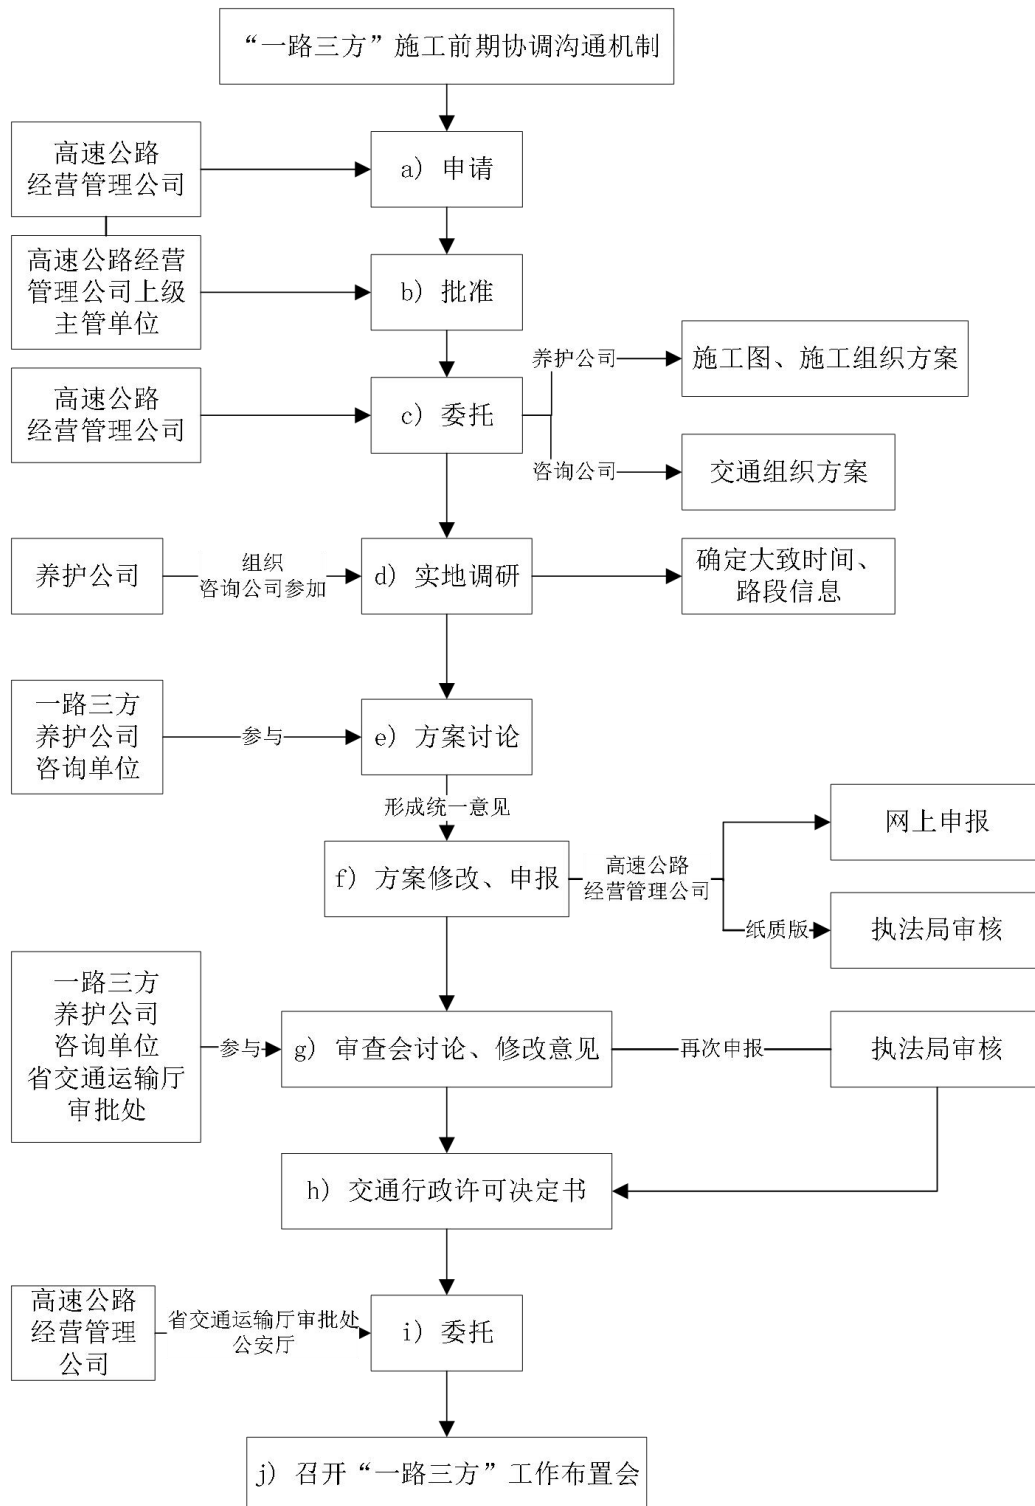 “一路三方”施工前期协调沟通机制
高速公路
经营管理公司
a) 申请
高速公路经营
管理公司上级
主管单位
b) 批准
高速公路
经营管理公司
c) 委托
养护公司
施工图、施工组织方案
咨询公司
交通组织方案
养护公司
组织
咨询公司参加
d) 实地调研
确定大致时间、
路段信息
一路三方
养护公司
咨询单位
参与
e) 方案讨论
形成统一意见
f) 方案修改、申报
高速公路
经营管理公司
网上申报
纸质版
执法局审核
一路三方
养护公司
咨询单位
省交通运输厅
审批处
参与
g) 审查会讨论、修改意见
再次申报
执法局审核
h) 交通行政许可决定书
高速公路
经营管理
公司
省交通运输厅审批处
公安厅
i) 委托
j) 召开“一路三方”工作布置会